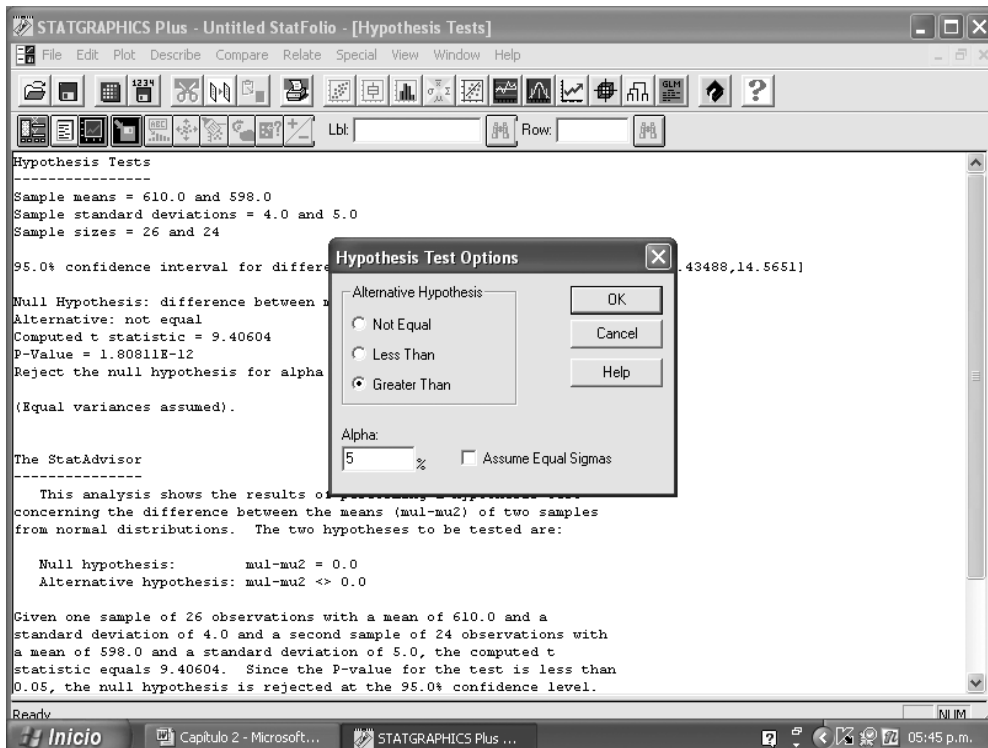 STATGRAPHICS Plus - Untitled StatFolio - [Hypothesis Tests]
File Edit Plot Describe Compare Relate Special View Window Help
Lbl: Row:
Hypothesis Tests
----------------
Sample means = 610.0 and 598.0
Sample standard deviations = 4.0 and 5.0
Sample sizes = 26 and 24
95.0% confidence interval for differe .43488,14.5651]
Null Hypothesis: difference between
Alternative: not equal
Computed t statistic = 9.40604
P-Value = 1.80811E-12
Reject the null hypothesis for alpha
(Equal variances assumed).
Hypothesis Test Options
Alternative Hypothesis
Not Equal
Less Than
Greater Than
OK
Cancel
Help
Alpha:
5 %
Assume Equal Sigmas
The StatAdvisor
---------------
This analysis shows the results of
concerning the difference between the means (mu1-mu2) of two samples
from normal distributions. The two hypotheses to be tested are:
Null hypothesis: mu1-mu2 = 0.0
Alternative hypothesis: mu1-mu2 <> 0.0
Given one sample of 26 observations with a mean of 610.0 and a
standard deviation of 4.0 and a second sample of 24 observations with
a mean of 598.0 and a standard deviation of 5.0, the computed t
statistic equals 9.40604. Since the P-value for the test is less than
0.05, the null hypothesis is rejected at the 95.0% confidence level.
Ready NUM
Inicio Capítulo 2 - Microsoft... STATGRAPHICS Plus ... 05:45 p.m.